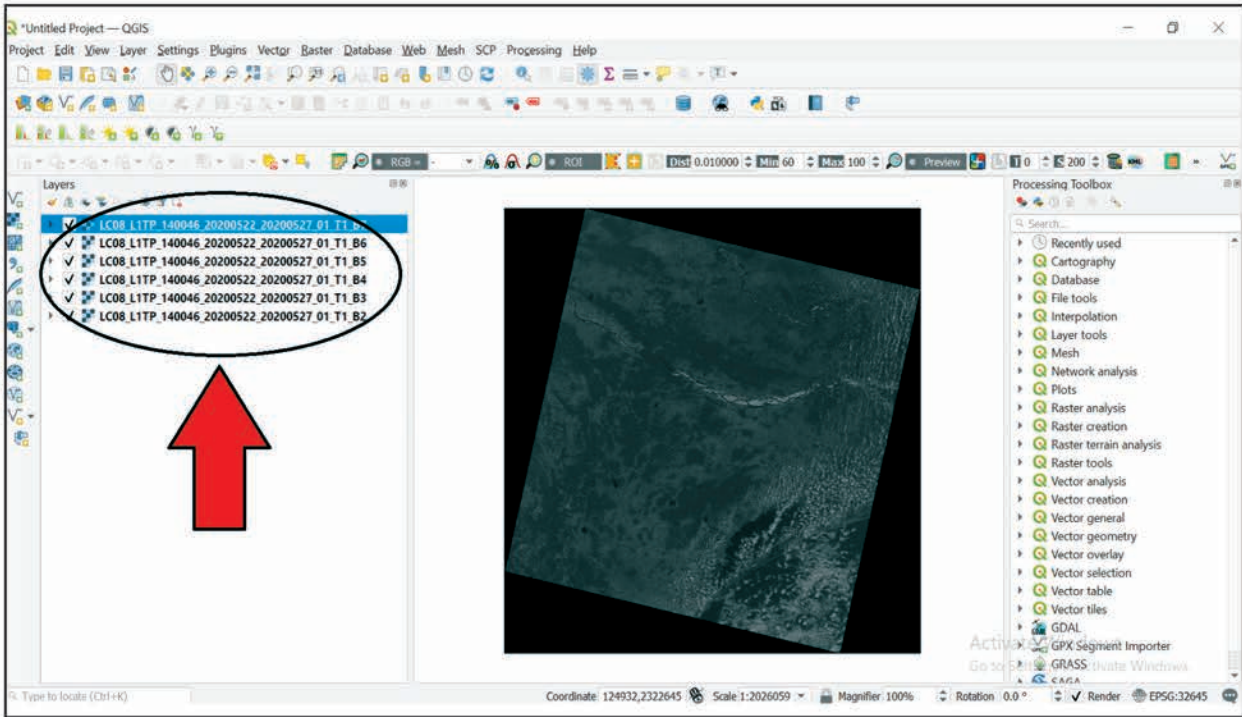 *Untitled Project — QGIS
Project Edit View Layer Settings Plugins Vector Raster Database Web Mesh SCP Processing Help
RGB = - ROI Dist 0.010000 Min 60 Max 100 Preview T 0 S 200
Layers
LC08_L1TP_140046_20200522_20200527_01_T1
LC08_L1TP_140046_20200522_20200527_01_T1_B6
LC08_L1TP_140046_20200522_20200527_01_T1_B5
LC08_L1TP_140046_20200522_20200527_01_T1_B4
LC08_L1TP_140046_20200522_20200527_01_T1_B3
LC08_L1TP_140046_20200522_20200527_01_T1_B2
Processing Toolbox
Search...
Recently used
Cartography
Database
File tools
Interpolation
Layer tools
Mesh
Network analysis
Plots
Raster analysis
Raster creation
Raster terrain analysis
Raster tools
Vector analysis
Vector creation
Vector general
Vector geometry
Vector overlay
Vector selection
Vector table
Vector tiles
GDAL
GPX Segment Importer
GRASS
SAGA
Type to locate (Ctrl+K)
Coordinate 124932,2322645 Scale 1:2026059 Magnifier 100% Rotation 0.0 ° Render EPSG:32645